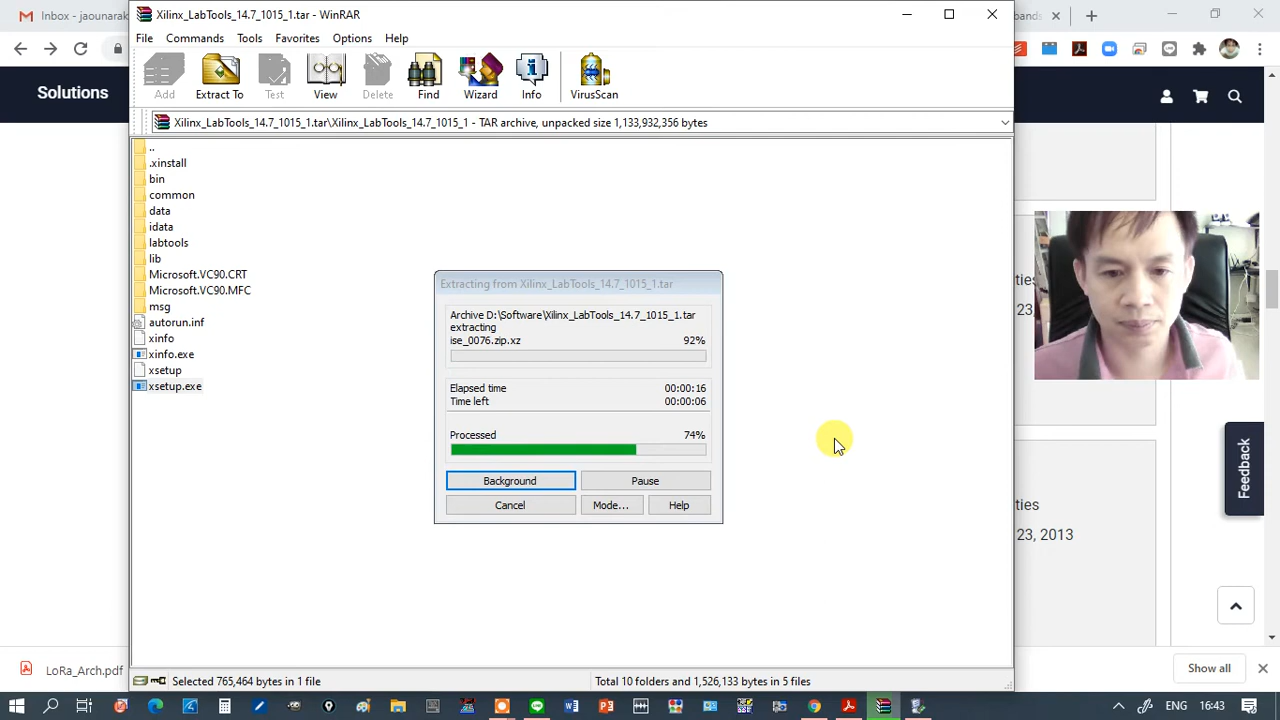 Inbox - jaounarak
Xilinx_LabTools_14.7_1015_1.tar - WinRAR
bands
File Commands Tools Favorites Options Help
Add Extract To Test View Delete Find Wizard Info VirusScan
Solutions
Xilinx_LabTools_14.7_1015_1.tar\Xilinx_LabTools_14.7_1015_1 - TAR archive, unpacked size 1,133,932,356 bytes
..
.xinstall
bin
common
data
idata
labtools
lib
Microsoft.VC90.CRT
Microsoft.VC90.MFC
msg
autorun.inf
xinfo
xinfo.exe
xsetup
xsetup.exe
Extracting from Xilinx_LabTools_14.7_1015_1.tar
Archive D:\Software\Xilinx_LabTools_14.7_1015_1.tar
extracting
ise_0076.zip.xz 92%
Elapsed time 00:00:16
Time left 00:00:06
Processed 74%
Background Pause
Cancel Mode... Help
ties
23,
Feedback
ties
23, 2013
LoRa_Arch.pdf
Show all
Selected 765,464 bytes in 1 file
Total 10 folders and 1,526,133 bytes in 5 files
ENG 16:43